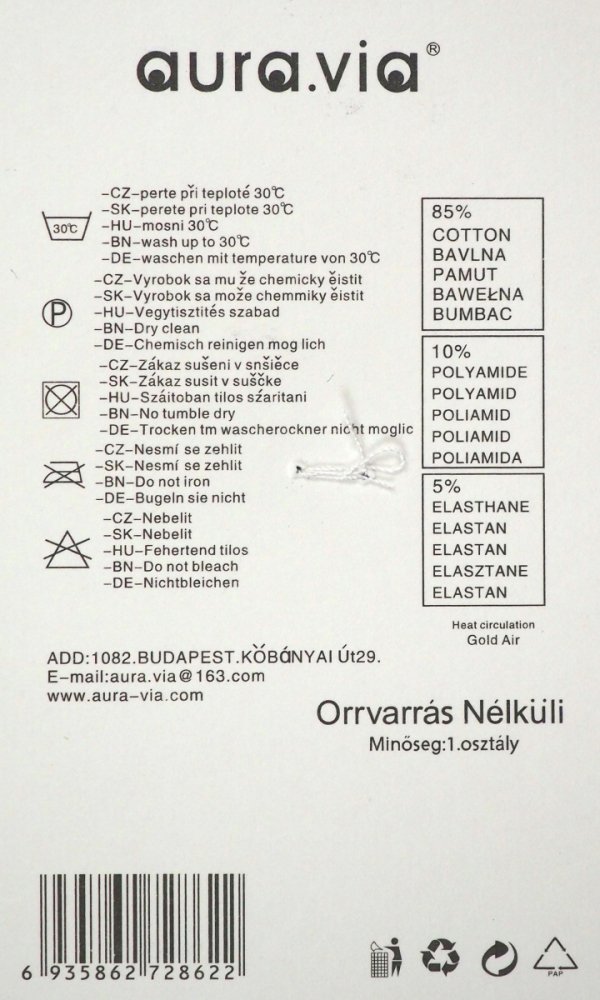 aura.via®
30℃
-CZ-perte při teploté 30℃
-SK-perete pri teplote 30℃
-HU-mosni 30℃
-BN-wash up to 30℃
-DE-waschen mit temperature von 30℃
P
-CZ-Vyrobok sa mu že chemicky ěistit
-SK-Vyrobok sa može chemmiky ěistit
-HU-Vegytisztités szabad
-BN-Dry clean
-DE-Chemisch reinigen mog lich
-CZ-Zákaz sušeni v snšièce
-SK-Zákaz susit v suščke
-HU-Száitoban tilos száritani
-BN-No tumble dry
-DE-Trocken tm wascherockner nicht moglic
-CZ-Nesmí se zehlit
-SK-Nesmí se zehlit
-BN-Do not iron
-DE-Bugeln sie nicht
-CZ-Nebelit
-SK-Nebelit
-HU-Fehertend tilos
-BN-Do not bleach
-DE-Nichtbleichen
85%
COTTON
BAVLNA
PAMUT
BAWEŁNA
BUMBAC
10%
POLYAMIDE
POLYAMID
POLIAMID
POLIAMID
POLIAMIDA
5%
ELASTHANE
ELASTAN
ELASTAN
ELASZTANE
ELASTAN
Heat circulation
Gold Air
ADD:1082.BUDAPEST.KŐBÁNYAI Út29.
E-mail:aura.via@163.com
www.aura-via.com
Orrvarrás Nélküli
Minőseg:1.osztály
6 935862 728622
PAP